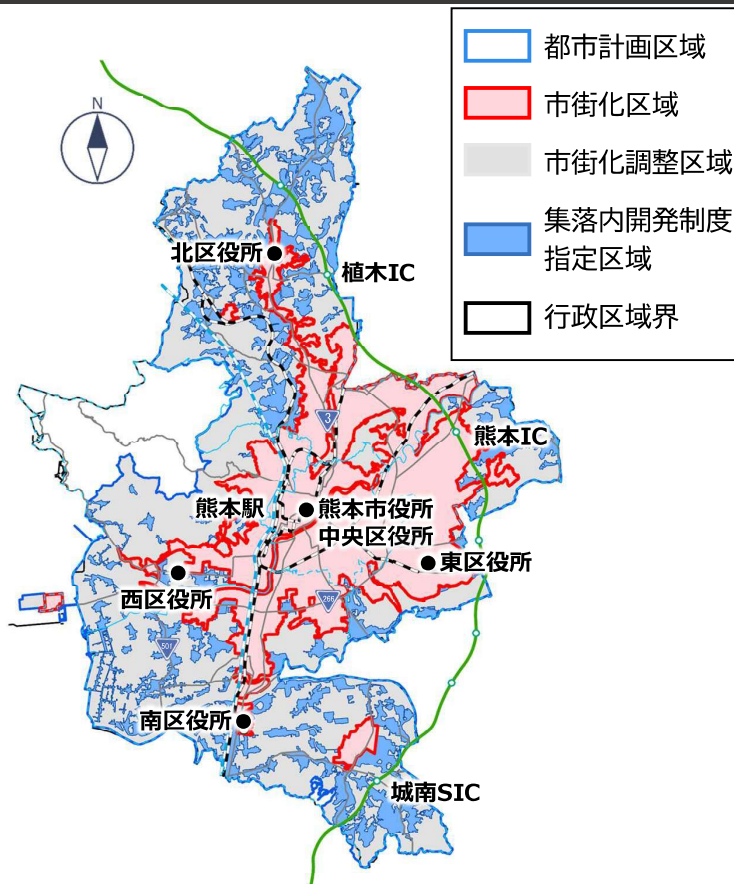 都市計画区域
市街化区域
市街化調整区域
集落内開発制度
指定区域
行政区域界
N
北区役所
植木IC
3
熊本IC
熊本駅
熊本市役所
中央区役所
東区役所
西区役所
266
501
南区役所
城南SIC